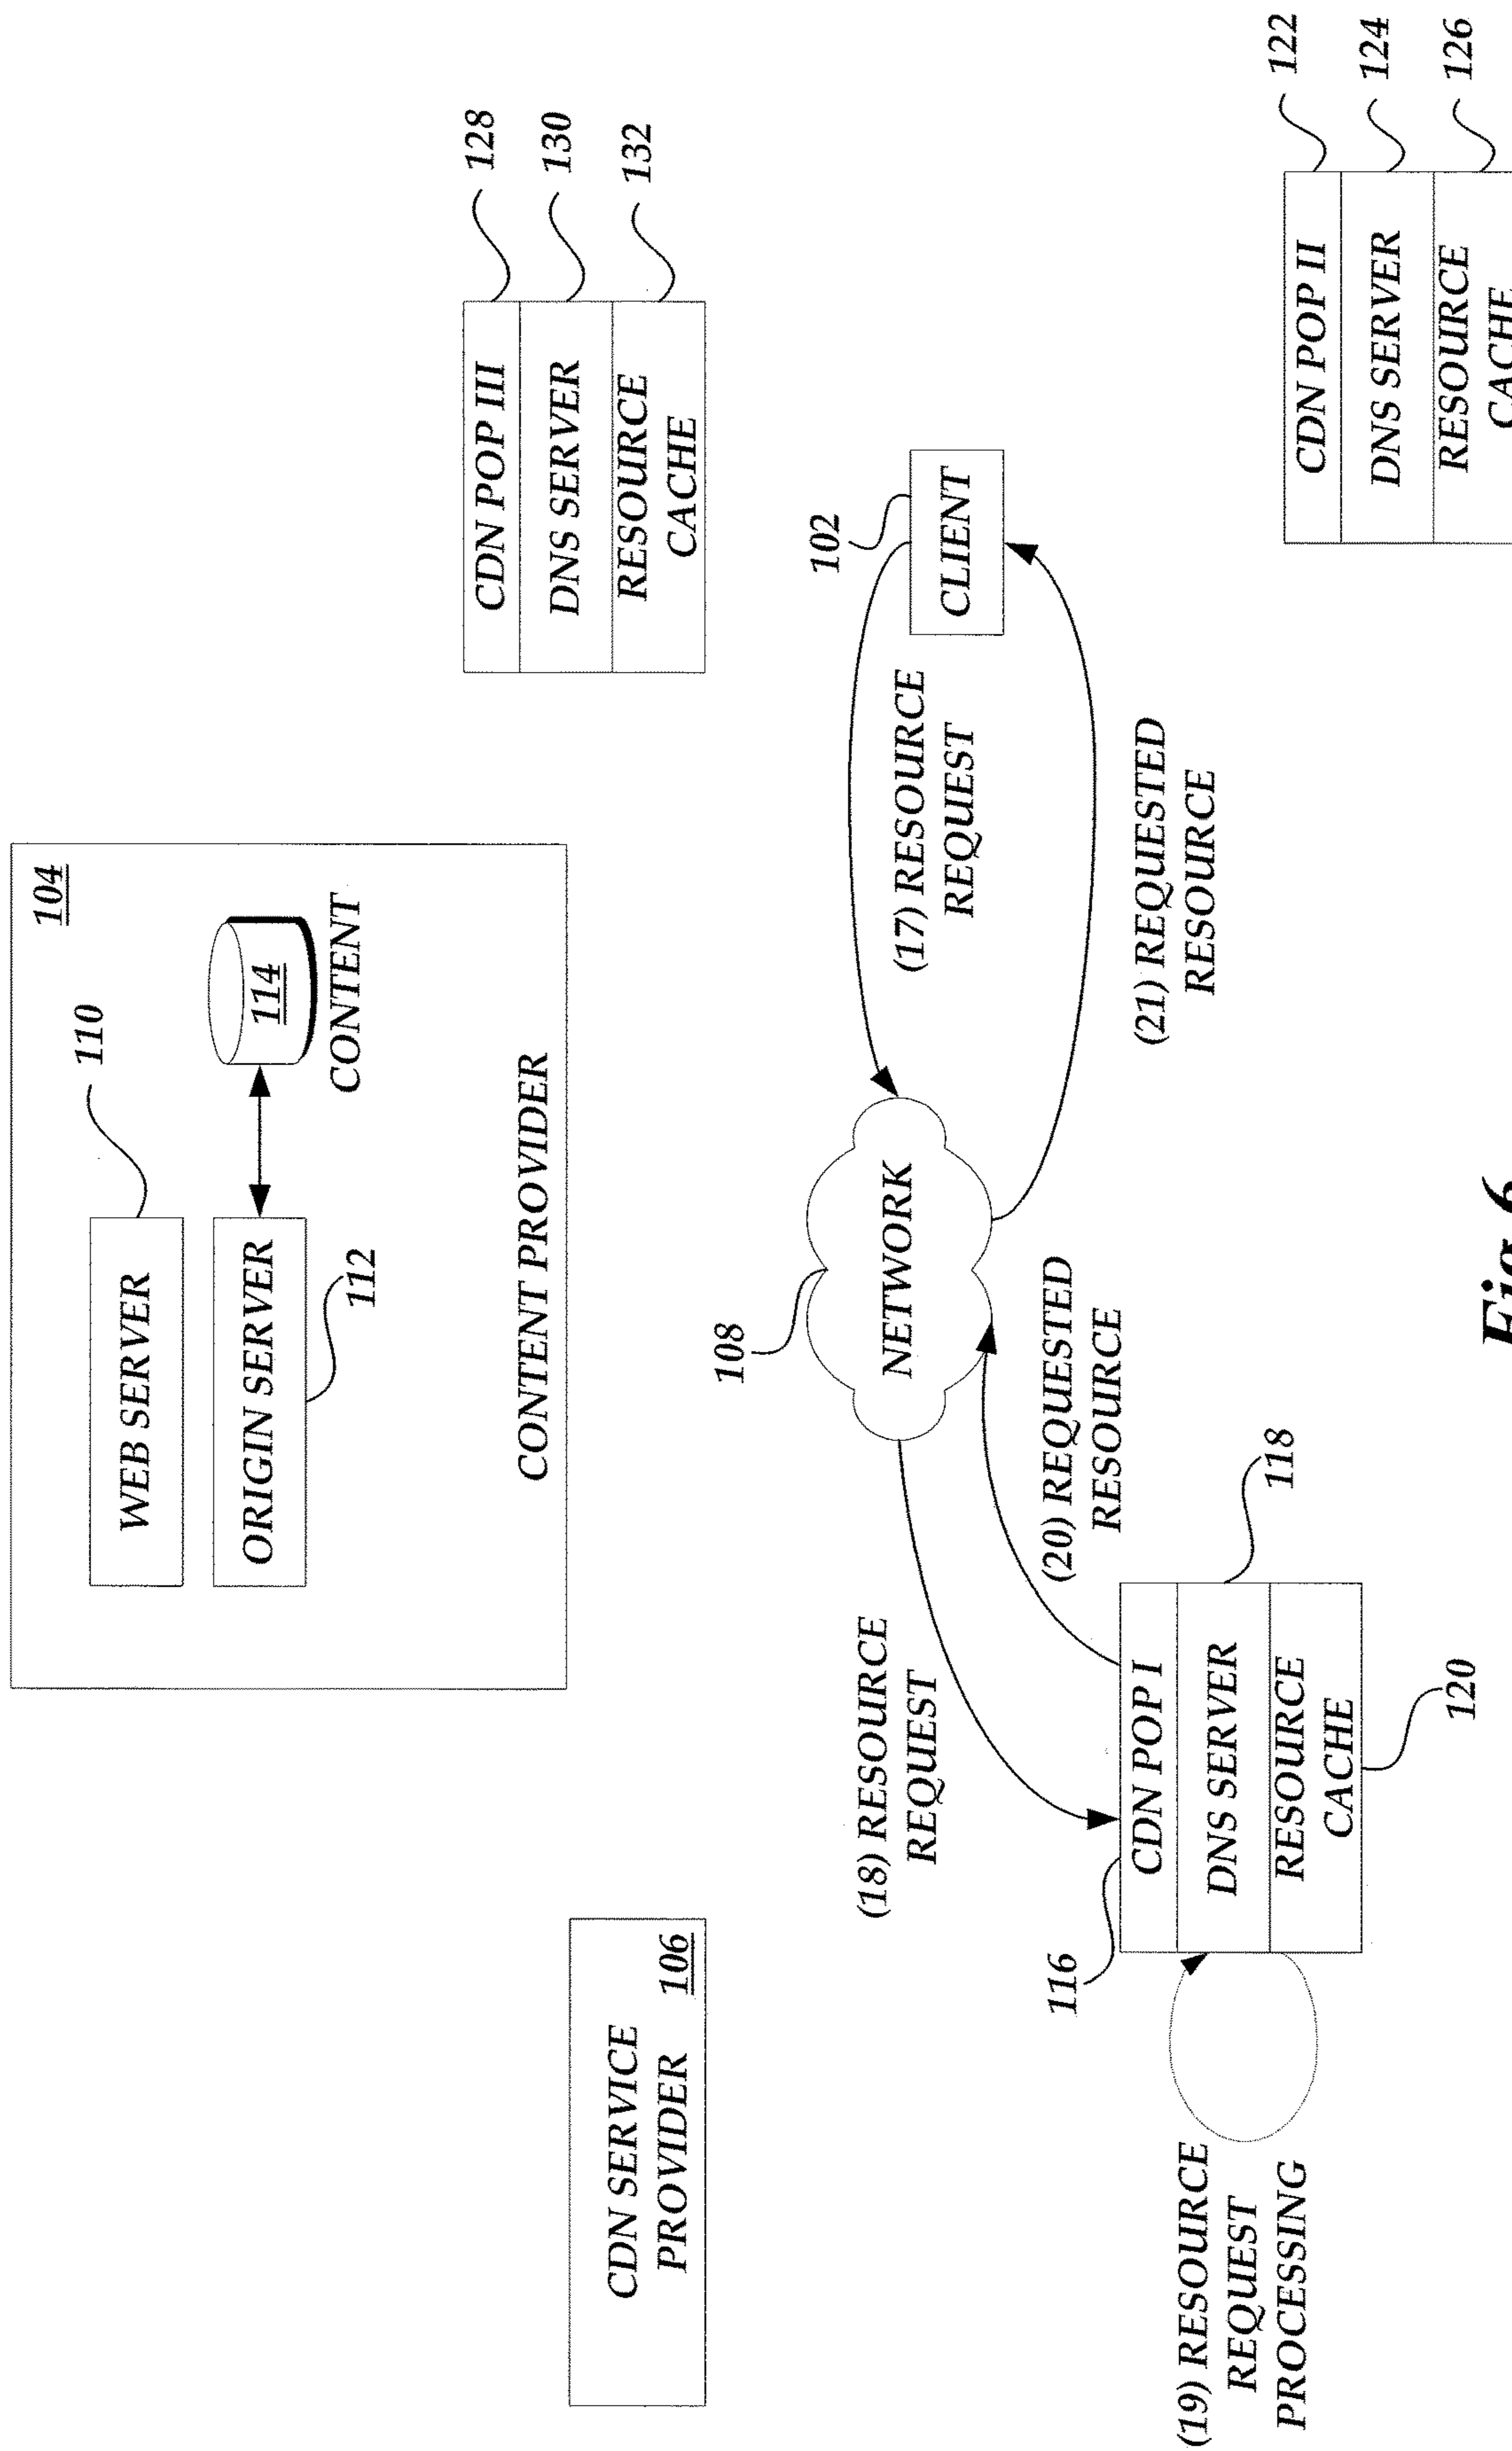 104
110
WEB SERVER
ORIGIN SERVER
114
CONTENT
112
CONTENT PROVIDER
CDN SERVICE
PROVIDER
106
128
CDN POP III
130
DNS SERVER
132
RESOURCE
CACHE
108
NETWORK
102
CLIENT
(17) RESOURCE
REQUEST
(18) RESOURCE
REQUEST
(20) REQUESTED
RESOURCE
(21) REQUESTED
RESOURCE
116
CDN POP I
118
DNS SERVER
RESOURCE
CACHE
120
(19) RESOURCE
REQUEST
PROCESSING
122
CDN POP II
124
DNS SERVER
126
RESOURCE
CACHE
Fig.6.